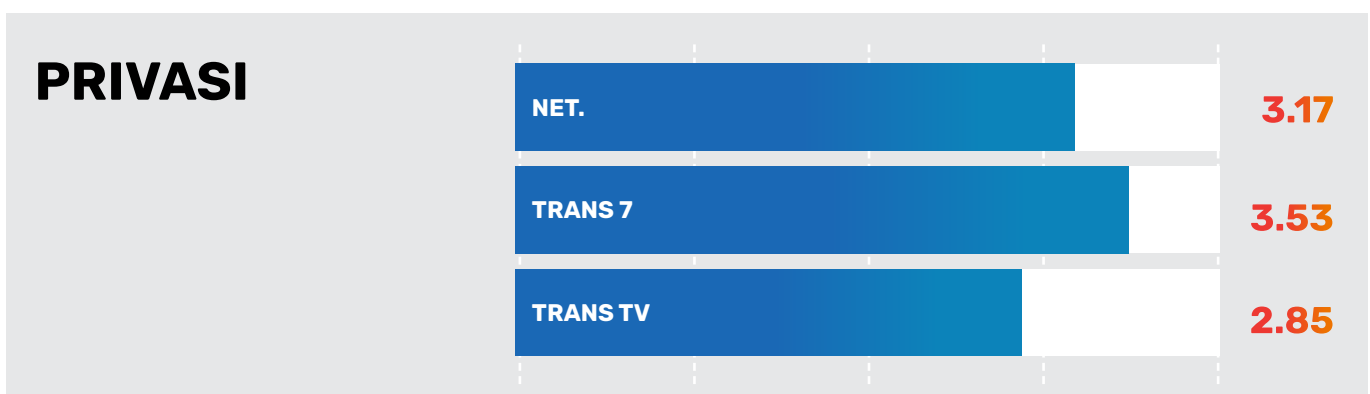 PRIVASI
NET.
3.17
TRANS 7
3.53
TRANS TV
2.85